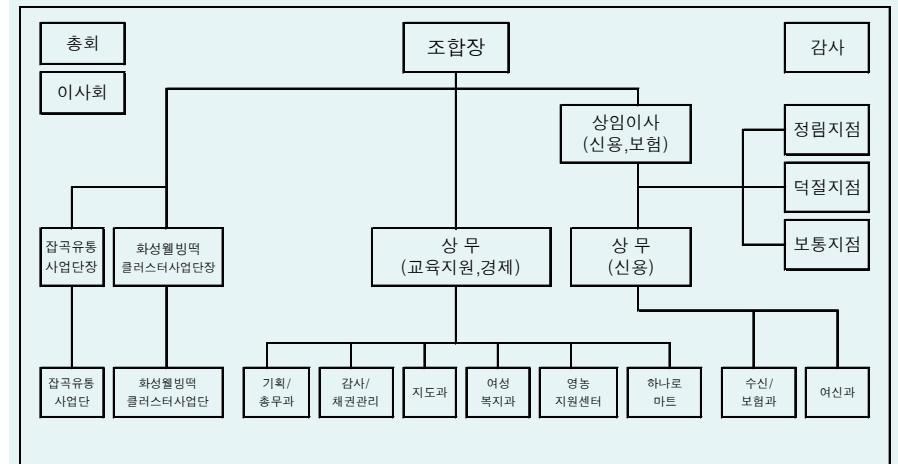 총회
조합장
감사
이사회
상임이사
(신용,보험)
정림지점
덕절지점
보통지점
잡곡유통
사업단장
화성웰빙떡
클러스터사업단장
상 무
(교육지원,경제)
상 무
(신용)
잡곡유통
사업단
화성웰빙떡
클러스터사업단
기획/
총무과
감사/
채권관리
지도과
여성
복지과
영농
지원센터
하나로
마트
수신/
보험과
여신과